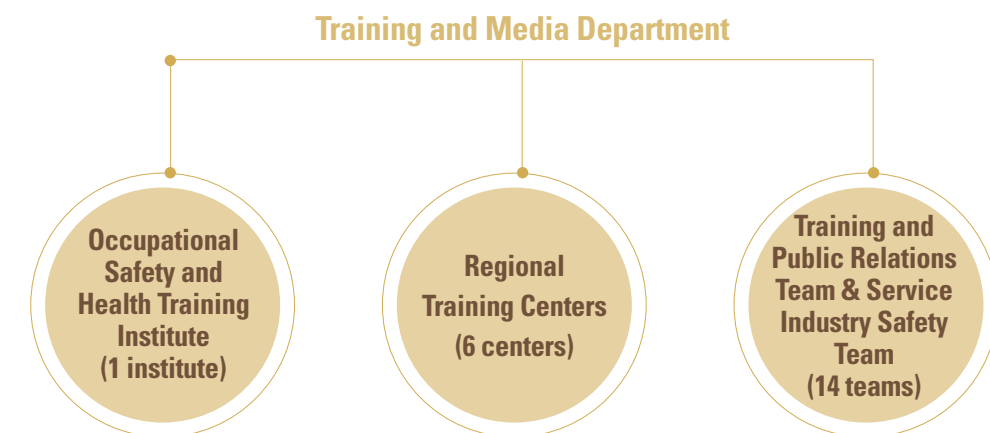 Training and Media Department
Occupational
Safety and
Health Training
Institute
(1 institute)
Regional
Training Centers
(6 centers)
Training and
Public Relations
Team & Service
Industry Safety
Team
(14 teams)